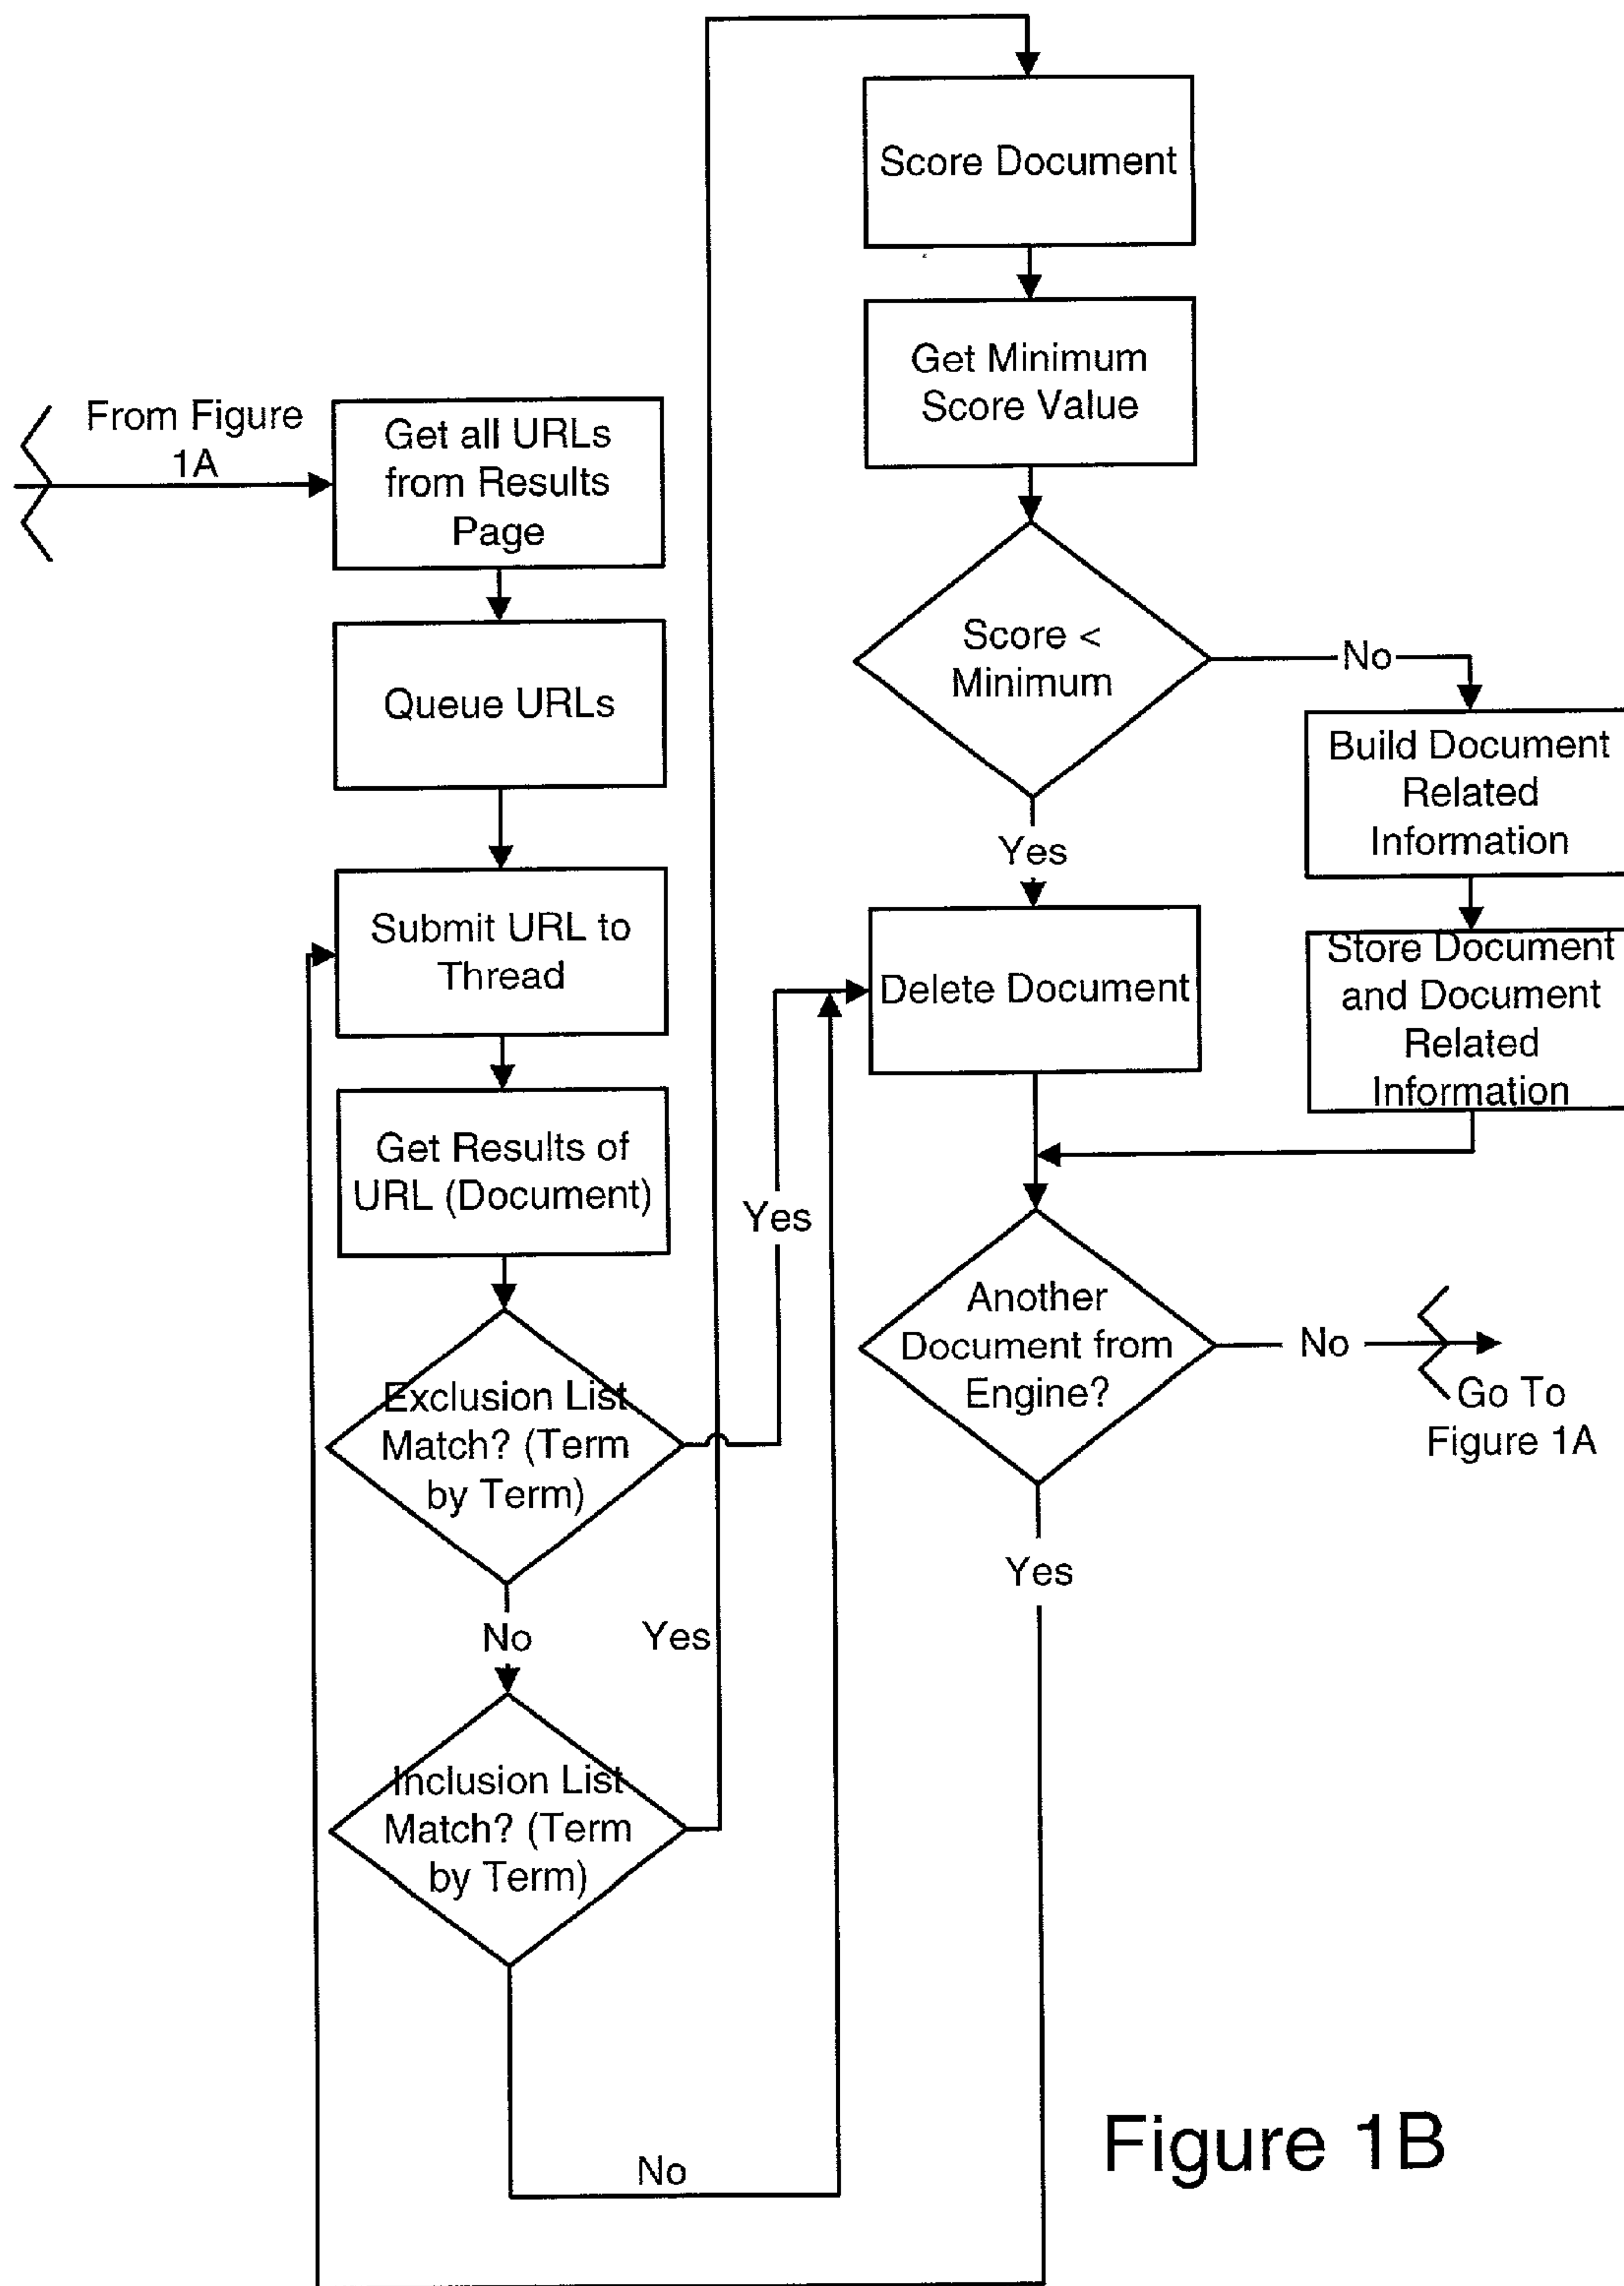 From Figure
1A
Get all URLs
from Results
Page
Queue URLs
Submit URL to
Thread
Get Results of
URL (Document)
Exclusion List
Match? (Term
by Term)
No
Yes
Yes
Inclusion List
Match? (Term
by Term)
No
Score Document
Get Minimum
Score Value
Score <
Minimum
No
Yes
Build Document
Related
Information
Store Document
and Document
Related
Information
Delete Document
Another
Document from
Engine?
No
Go To
Figure 1A
Yes
Figure 1B